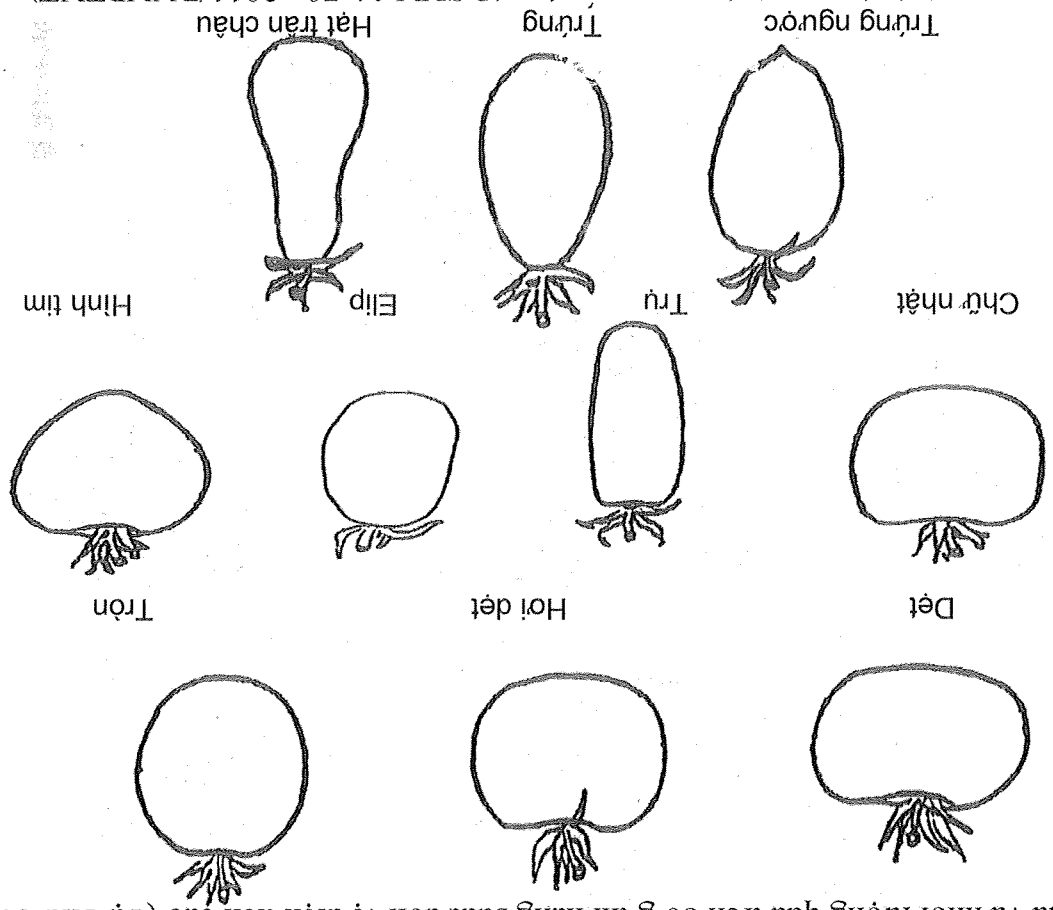 Dẹt Hơi dẹt Tròn
Chữ nhật Trụ Elip Hình tim
Trứng ngược Trứng Hạt trân châu